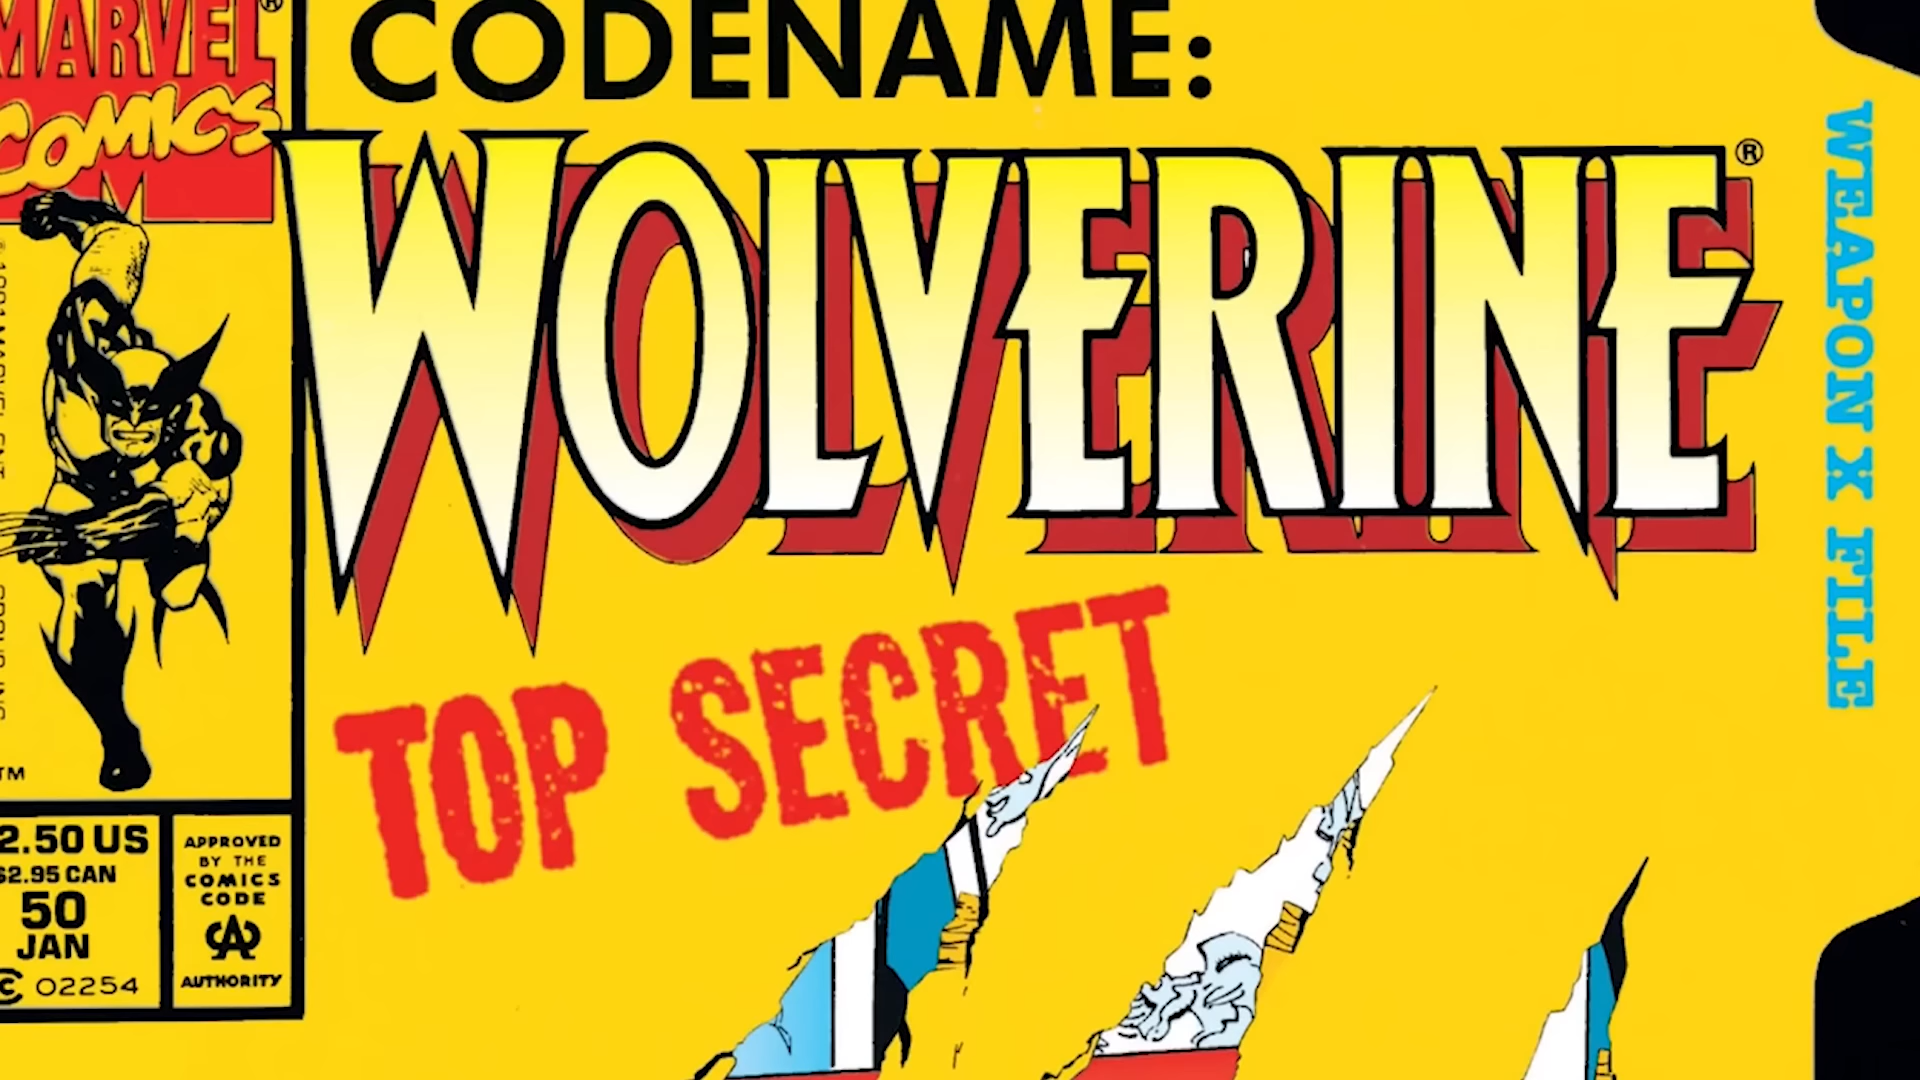 MARVEL®
COMICS
CODENAME:
WOLVERINE®
TOP SECRET
WEAPON X FILE
TM
2.50 US
$2.95 CAN
50
JAN
02254
APPROVED
BY THE
COMICS
CODE
AUTHORITY